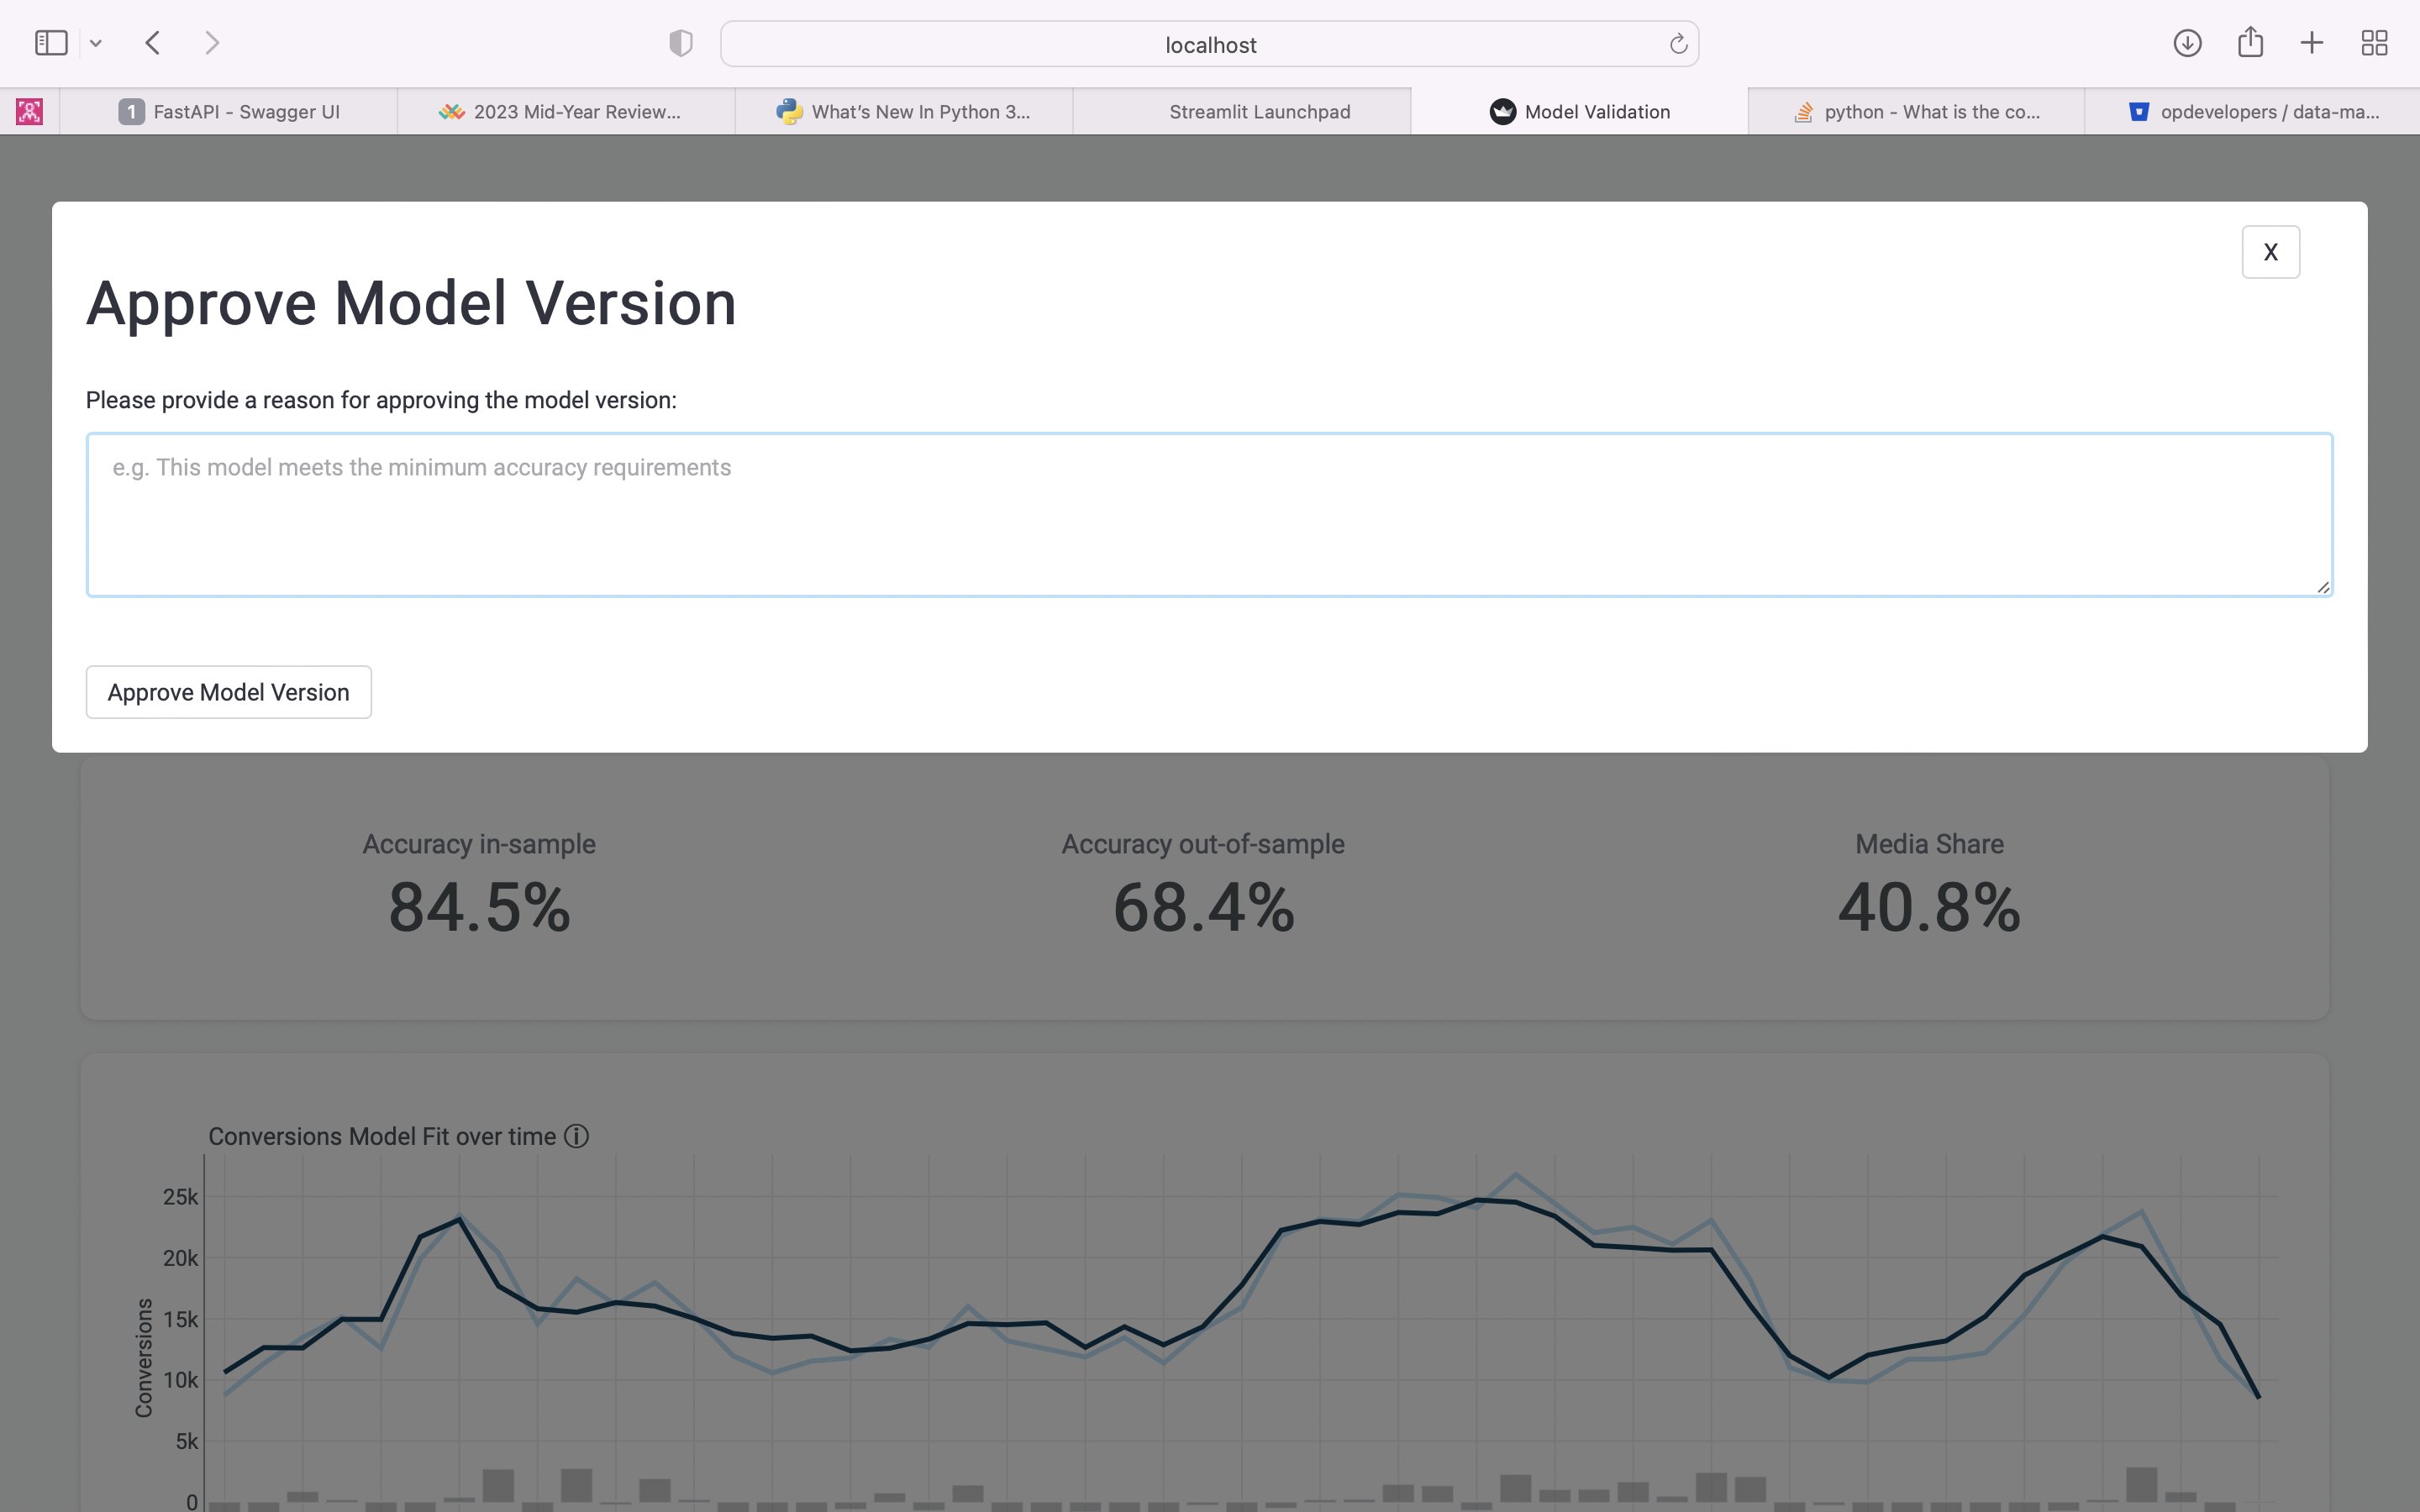 localhost
1 FastAPI - Swagger UI
2023 Mid-Year Review...
What's New In Python 3...
Streamlit Launchpad
Model Validation
python - What is the co...
opdevelopers / data-ma...
X
Approve Model Version
Please provide a reason for approving the model version:
e.g. This model meets the minimum accuracy requirements
Approve Model Version
Accuracy in-sample
84.5%
Accuracy out-of-sample
68.4%
Media Share
40.8%
Conversions Model Fit over time
Conversions
25k
20k
15k
10k
5k
0